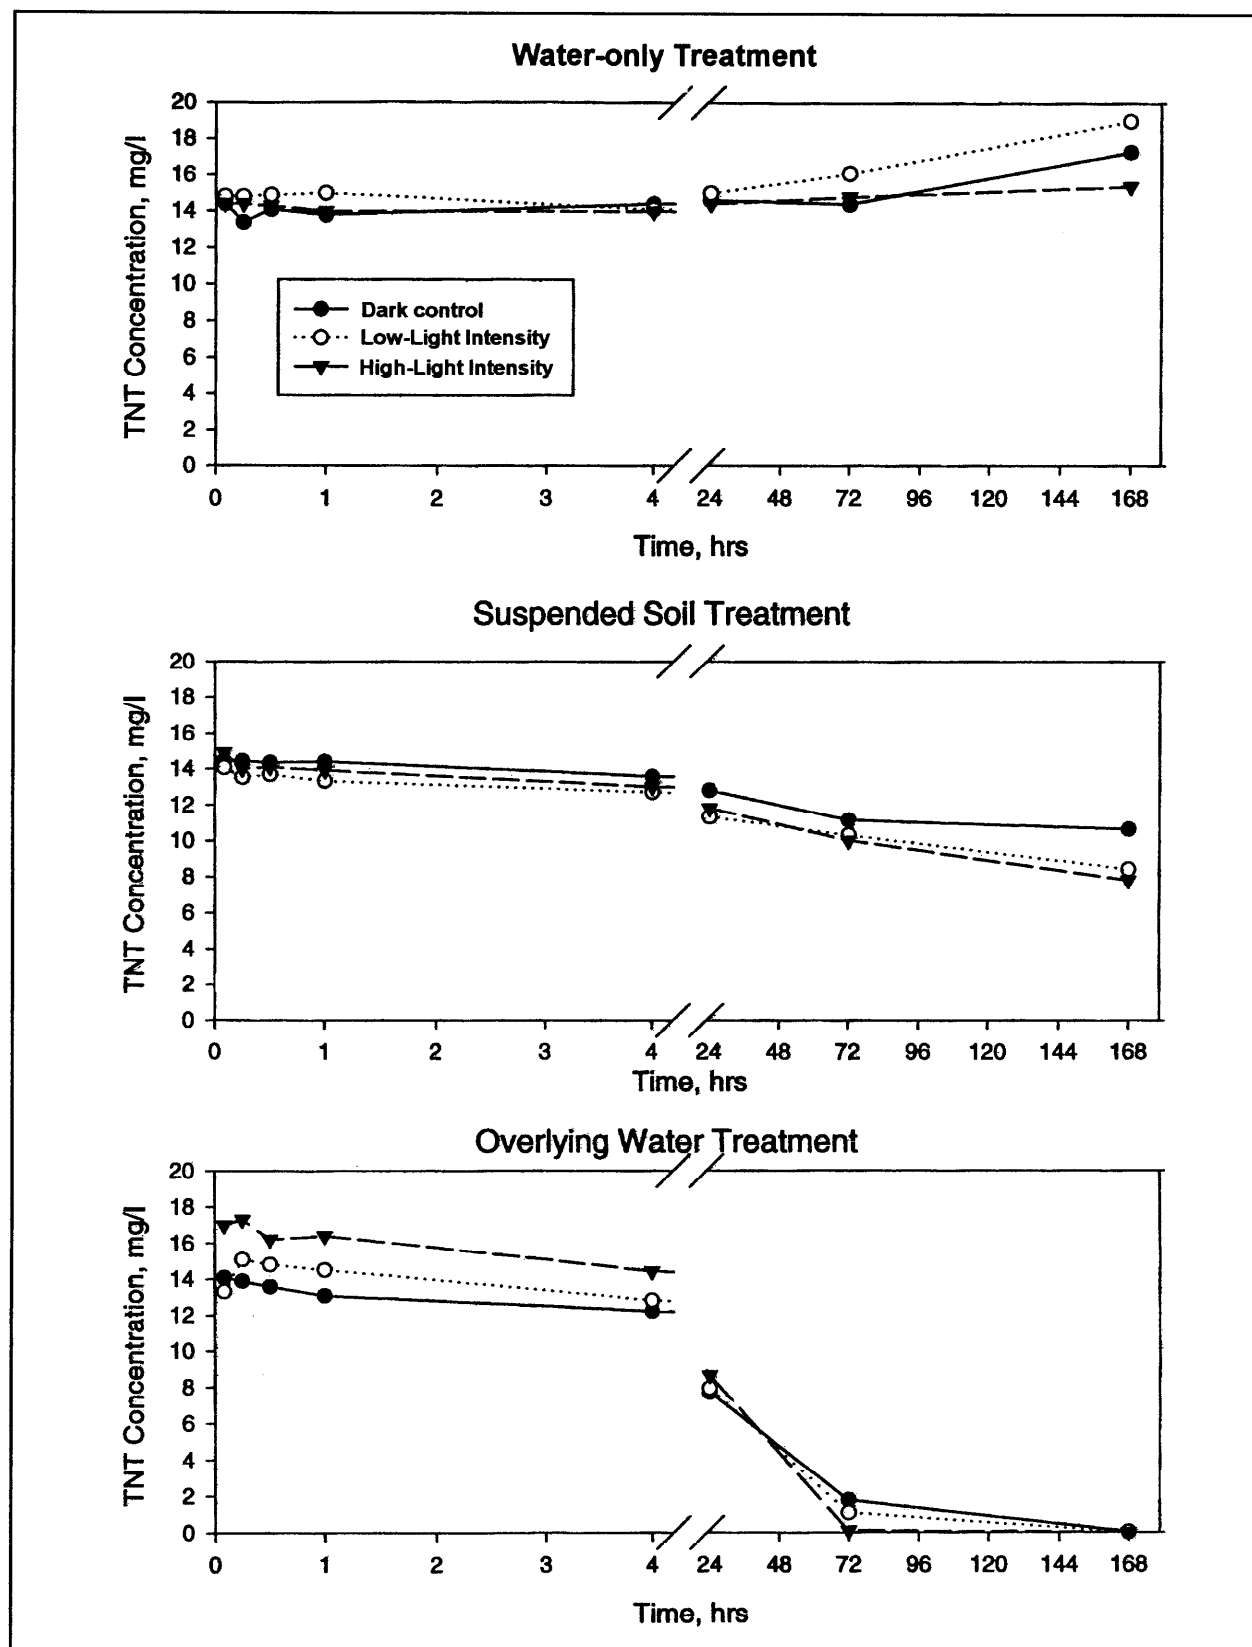 Water-only Treatment
TNT Concentration, mg/l
20
18
16
14
12
10
8
6
4
2
0
Dark control
Low-Light Intensity
High-Light Intensity
0 1 2 3 4 24 48 72 96 120 144 168
Time, hrs
Suspended Soil Treatment
TNT Concentration, mg/l
20
18
16
14
12
10
8
6
4
2
0
0 1 2 3 4 24 48 72 96 120 144 168
Time, hrs
Overlying Water Treatment
TNT Concentration, mg/l
20
18
16
14
12
10
8
6
4
2
0
0 1 2 3 4 24 48 72 96 120 144 168
Time, hrs